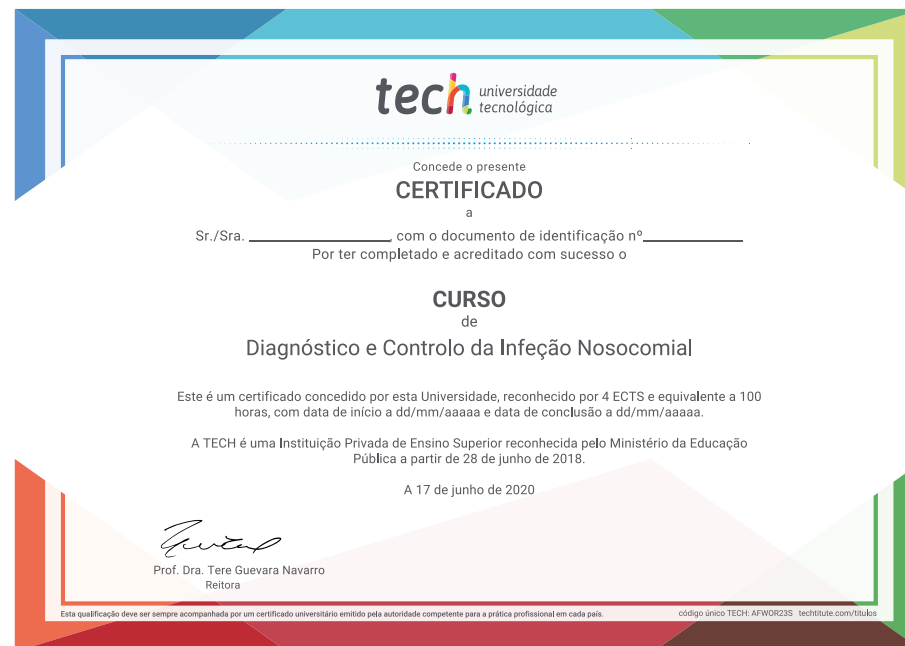 tech universidade
tecnológica
Concede o presente
CERTIFICADO
a
Sr./Sra. ____________, com o documento de identificação nº____________
Por ter completado e acreditado com sucesso o
CURSO
de
Diagnóstico e Controlo da Infeção Nosocomial
Este é um certificado concedido por esta Universidade, reconhecido por 4 ECTS e equivalente a 100
horas, com data de início a dd/mm/aaaaa e data de conclusão a dd/mm/aaaaa.
A TECH é uma Instituição Privada de Ensino Superior reconhecida pelo Ministério da Educação
Pública a partir de 28 de junho de 2018.
A 17 de junho de 2020
Prof. Dra. Tere Guevara Navarro
Reitora
Esta qualificação deve ser sempre acompanhada por um certificado universitário emitido pela autoridade competente para a prática profissional em cada país.
código único TECH: AFWOR23S techtitute.com/titulos